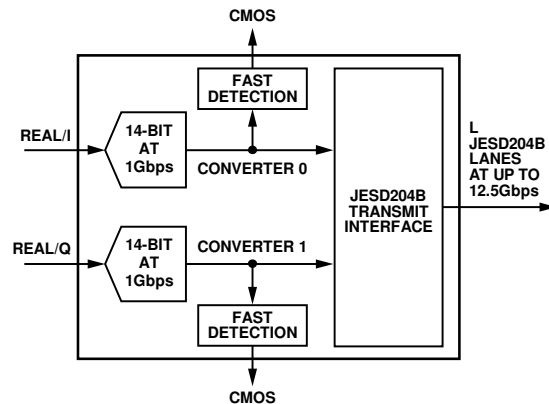 CMOS
FAST
DETECTION
REAL/I
14-BIT
AT
1Gbps
CONVERTER 0
JESD204B
TRANSMIT
INTERFACE
L
JESD204B
LANES
AT UP TO
12.5Gbps
REAL/Q
14-BIT
AT
1Gbps
CONVERTER 1
FAST
DETECTION
CMOS